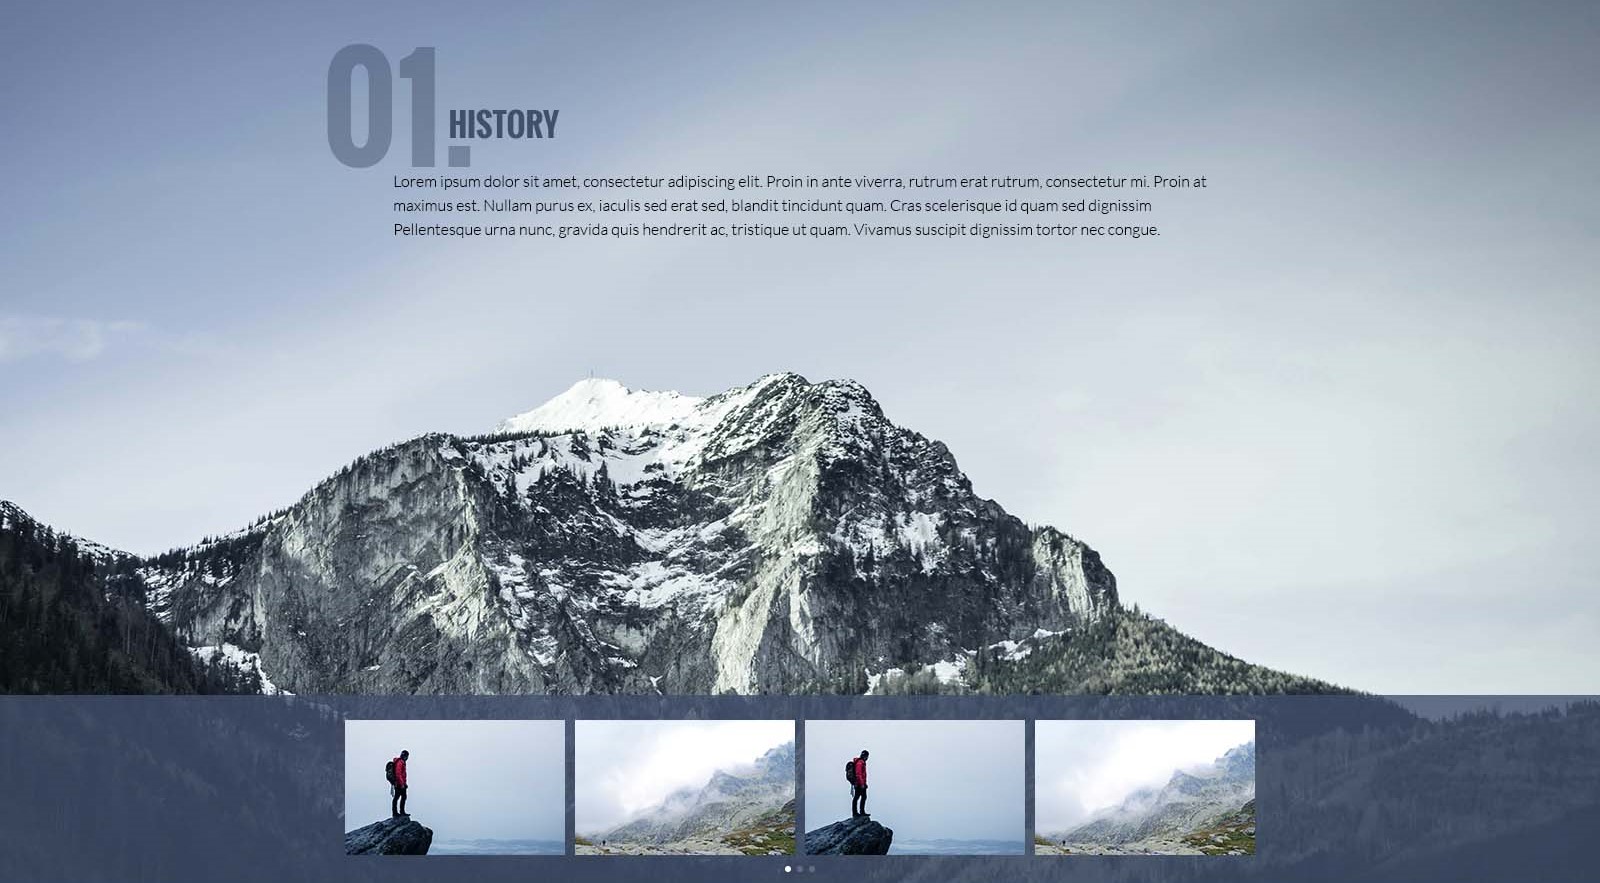 01.
HISTORY
Lorem ipsum dolor sit amet, consectetur adipiscing elit. Proin in ante viverra, rutrum erat rutrum, consectetur mi. Proin at
maximus est. Nullam purus ex, iaculis sed erat sed, blandit tincidunt quam. Cras scelerisque id quam sed dignissim
Pellentesque urna nunc, gravida quis hendrerit ac, tristique ut quam. Vivamus suscipit dignissim tortor nec congue.